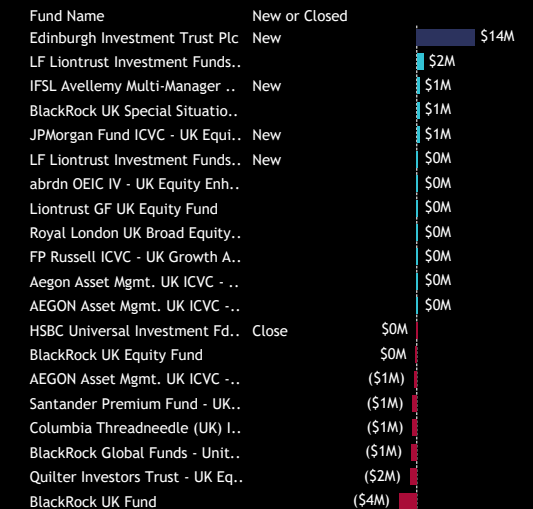 Fund Name New or Closed
Edinburgh Investment Trust Plc New $14M
LF Liontrust Investment Funds.. $2M
IFSL Avellemy Multi-Manager .. New $1M
BlackRock UK Special Situatio.. $1M
JPMorgan Fund ICVC - UK Equi.. New $1M
LF Liontrust Investment Funds.. New $0M
abrdn OEIC IV - UK Equity Enh.. $0M
Liontrust GF UK Equity Fund $0M
Royal London UK Broad Equity.. $0M
FP Russell ICVC - UK Growth A.. $0M
Aegon Asset Mgmt. UK ICVC - .. $0M
AEGON Asset Mgmt. UK ICVC -.. $0M
HSBC Universal Investment Fd.. Close $0M
BlackRock UK Equity Fund $0M
AEGON Asset Mgmt. UK ICVC -.. ($1M)
Santander Premium Fund - UK.. ($1M)
Columbia Threadneedle (UK) I.. ($1M)
BlackRock Global Funds - Unit.. ($1M)
Quilter Investors Trust - UK Eq.. ($2M)
BlackRock UK Fund ($4M)